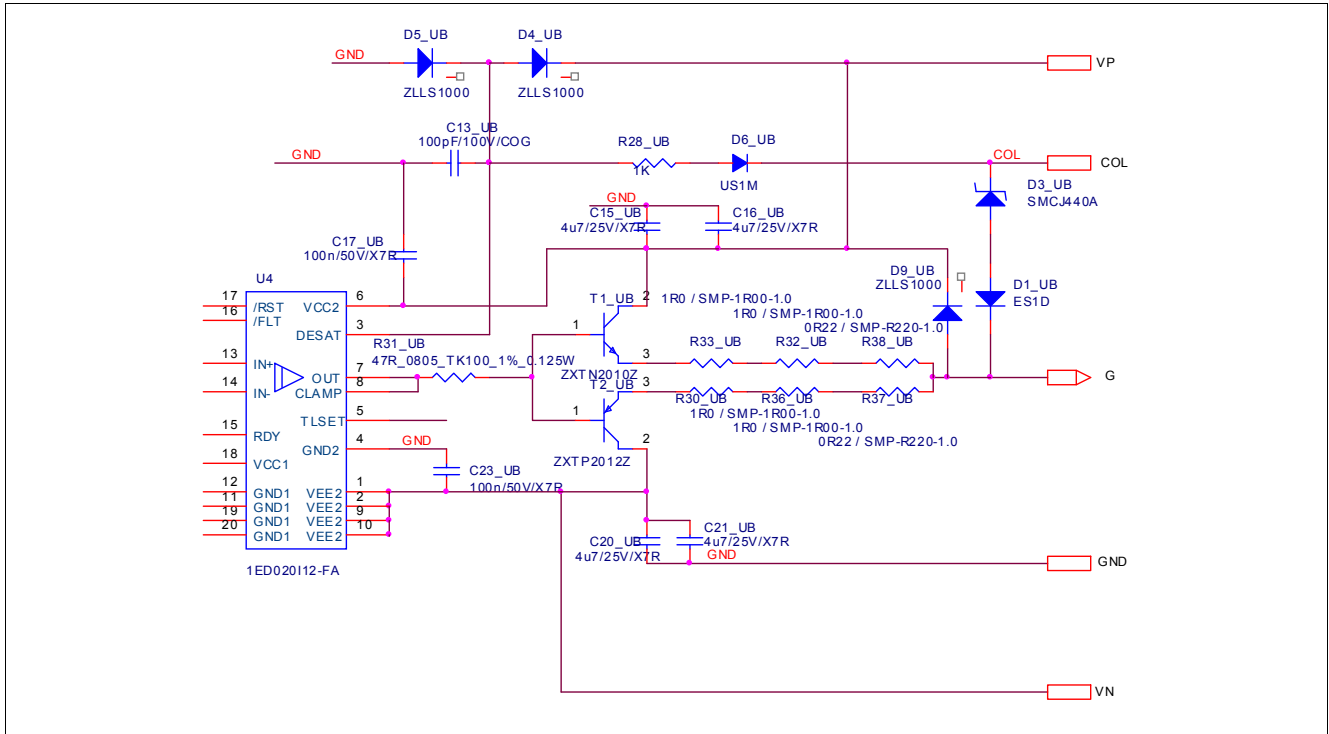 D5_UB
D4_UB
GND
VP
ZLLS1000
ZLLS1000
C13_UB
100pF/100V/COG
R28_UB
D6_UB
GND
COL
COL
1K
US1M
D3_UB
SMCJ440A
GND
C15_UB
4u7/25V/X7R
C16_UB
4u7/25V/X7R
C17_UB
100n/50V/X7R
D9_UB
ZLLS1000
D1_UB
ES1D
U4
17
/RST
VCC2
6
16
/FLT
DESAT
3
13
IN+
OUT
7
14
IN-
CLAMP
8
TLSET
5
15
RDY
GND2
4
18
VCC1
12
GND1
VEE2
1
11
GND1
VEE2
2
19
GND1
VEE2
9
20
GND1
VEE2
10
1ED020I12-FA
R31_UB
47R_0805_TK100_1%_0.125W
T1_UB
2
1
3
ZXTN2010Z
T2_UB
3
1
2
ZXTP2012Z
1R0 / SMP-1R00-1.0
1R0 / SMP-1R00-1.0
0R22 / SMP-R220-1.0
R33_UB
R32_UB
R38_UB
G
R30_UB
R36_UB
R37_UB
1R0 / SMP-1R00-1.0
1R0 / SMP-1R00-1.0
0R22 / SMP-R220-1.0
GND
C23_UB
100n/50V/X7R
C20_UB
4u7/25V/X7R
C21_UB
4u7/25V/X7R
GND
GND
VN